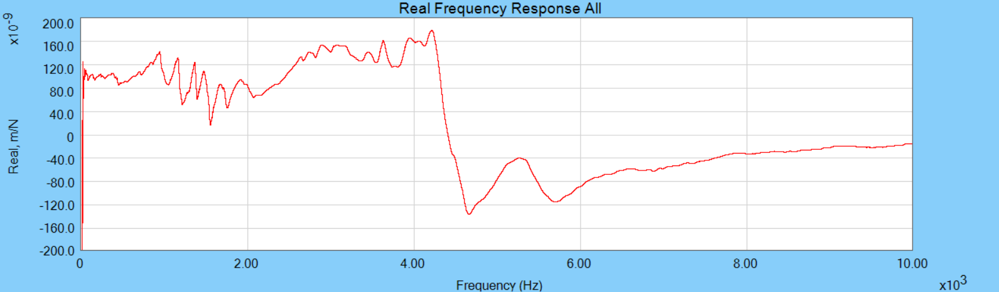 Real Frequency Response All
x10-9
200.0
160.0
120.0
80.0
40.0
0
-40.0
-80.0
-120.0
-160.0
-200.0
Real, m/N
0 2.00 4.00 6.00 8.00 10.00
Frequency (Hz)
x103